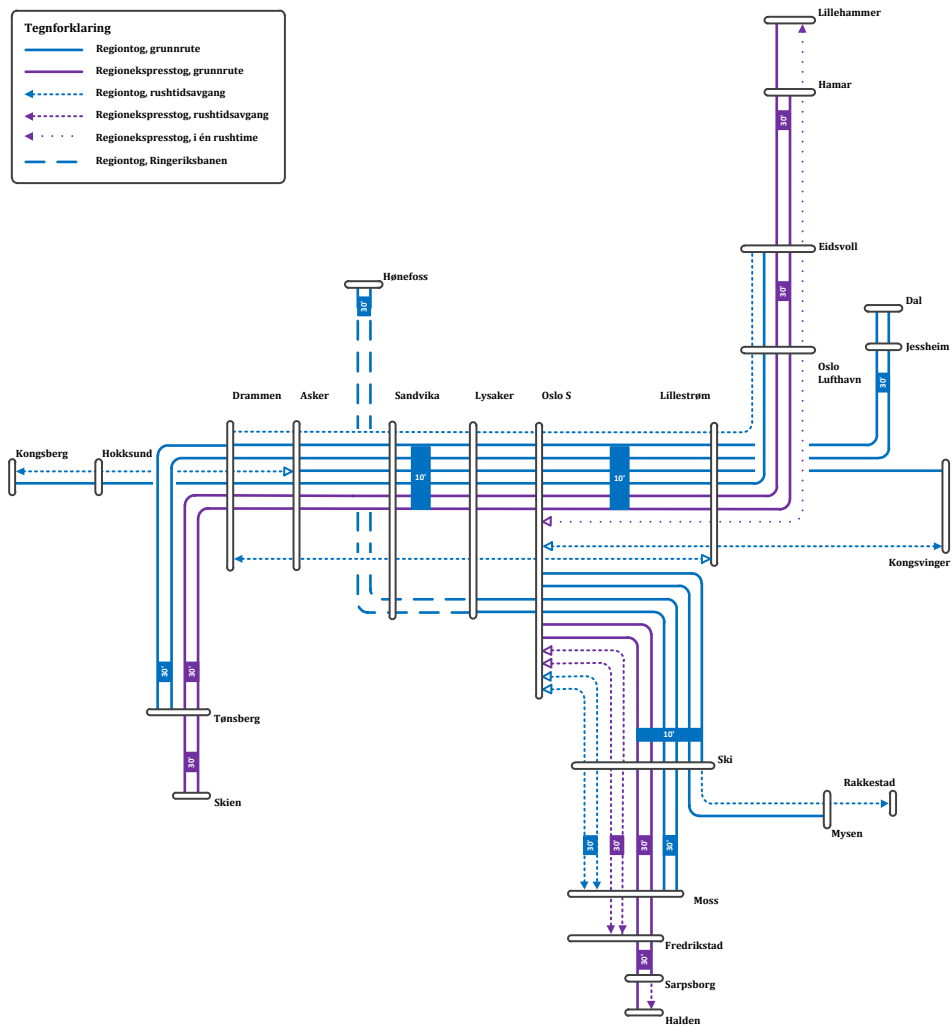 Tegnforklaring
Regiontog, grunnrute
Regionekspresstog, grunnrute
Regiontog, rushtidsavgang
Regionekspresstog, rushtidsavgang
Regionekspresstog, i én rushtime
Regiontog, Ringeriksbanen
Lillehammer
Hamar
30'
Eidsvoll
Hønefoss
30'
30'
Dal
Jessheim
Oslo
Lufthavn
30'
Drammen
Asker
Sandvika
Lysaker
Oslo S
Lillestrøm
Kongsberg
Hokksund
10'
10'
Kongsvinger
30'
30'
Tønsberg
10'
30'
Ski
Skien
Rakkestad
Mysen
30'
30'
30'
30'
Moss
Fredrikstad
30'
Sarpsborg
Halden